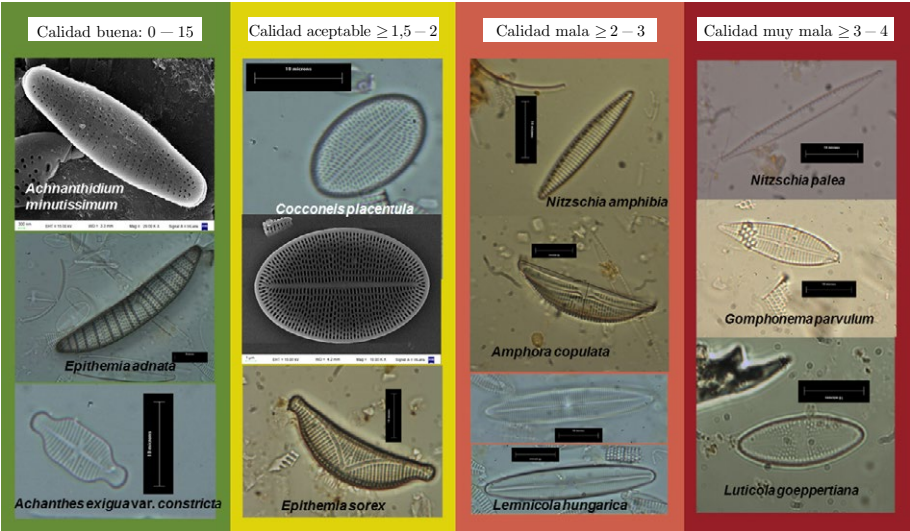 Calidad buena: 0 − 15
Calidad aceptable ≥1,5 − 2
Calidad mala ≥2 − 3
Calidad muy mala ≥3 − 4
Achnanthidium
minutissimum
Epithemia adnata
Achanthes exigua var. constricta
10 microns
Cocconeis placentula
Epithemia sorex
Nitzschia amphibia
Amphora copulata
Lemnicola hungarica
Nitzschia palea
Gomphonema parvulum
Luticola goeppertiana